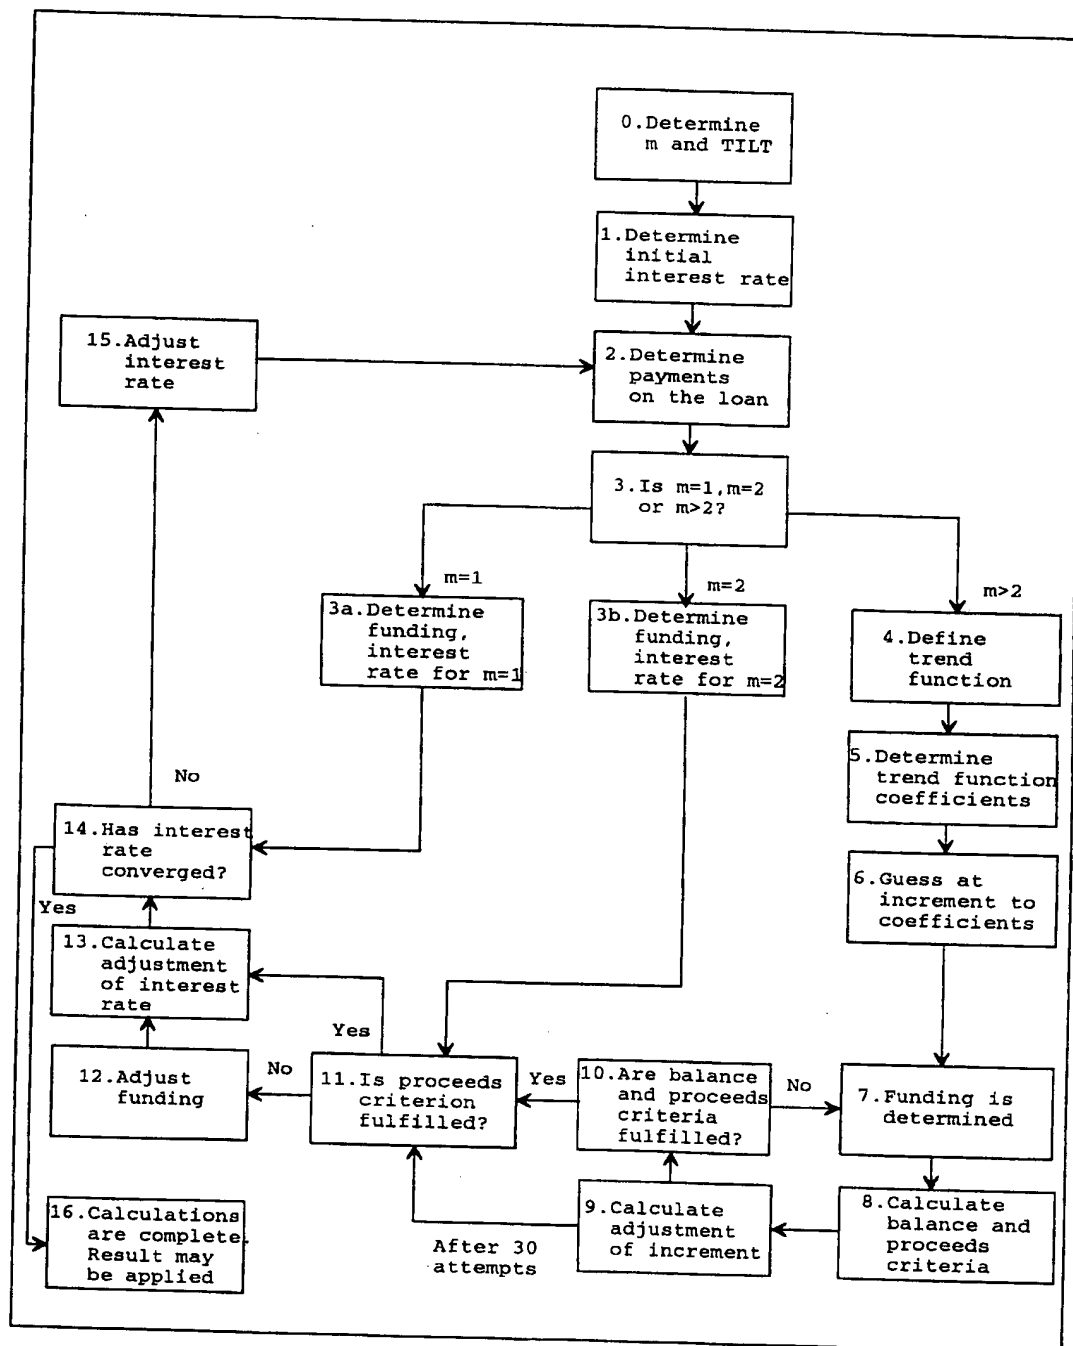 0.Determine
m and TILT
1.Determine
initial
interest rate
15.Adjust
interest
rate
2.Determine
payments
on the loan
3.Is m=1,m=2
or m>2?
m=1
m=2
m>2
3a.Determine
funding,
interest
rate for m=1
3b.Determine
funding,
interest
rate for m=2
4.Define
trend
function
5.Determine
trend function
coefficients
No
14.Has interest
rate
converged?
6.Guess at
increment to
coefficients
Yes
13.Calculate
adjustment
of interest
rate
Yes
12.Adjust
funding
No
11.Is proceeds
criterion
fulfilled?
Yes
10.Are balance
and proceeds
criteria
fulfilled?
No
7.Funding is
determined
16.Calculations
are complete.
Result may
be applied
After 30
attempts
9.Calculate
adjustment
of increment
8.Calculate
balance and
proceeds
criteria